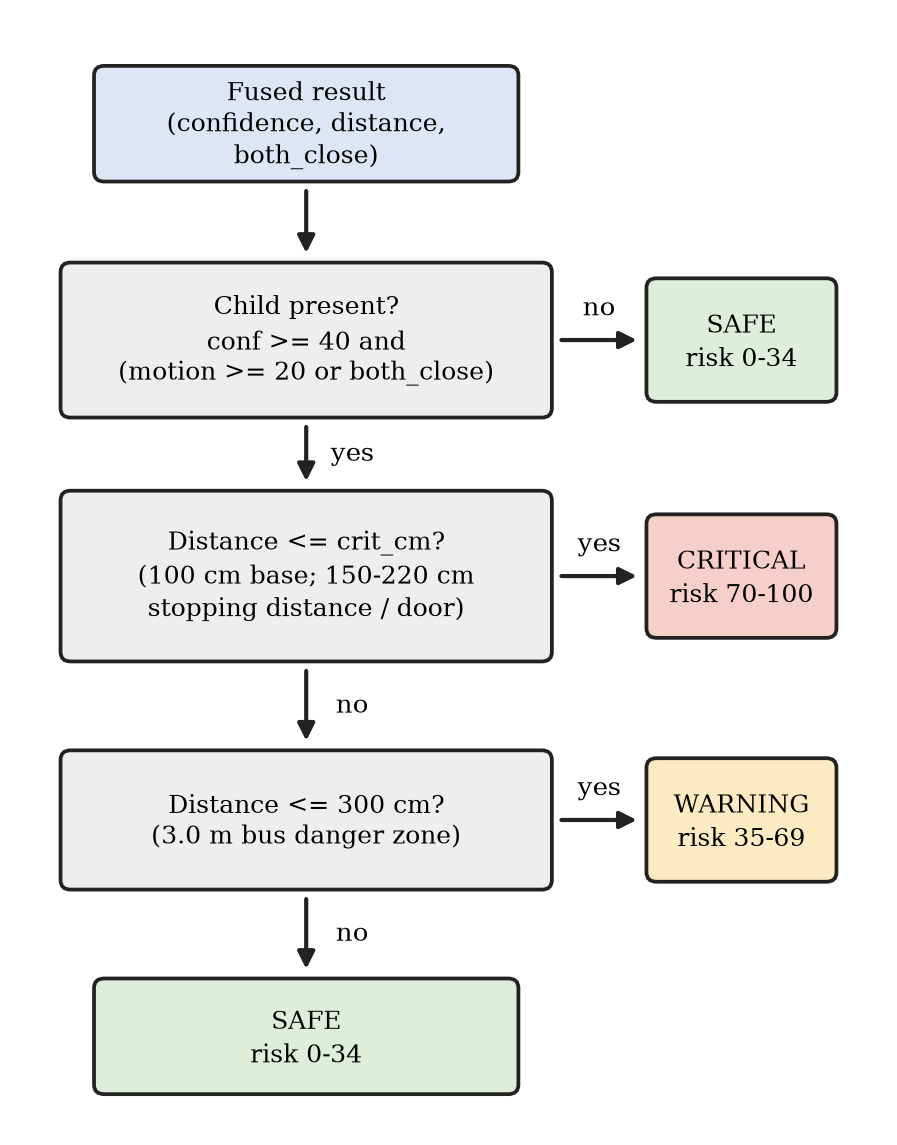 Fused result
(confidence, distance,
both_close)
Child present?
conf >= 40 and
(motion >= 20 or both_close)
no
SAFE
risk 0-34
yes
Distance <= crit_cm?
(100 cm base; 150-220 cm
stopping distance / door)
yes
CRITICAL
risk 70-100
no
Distance <= 300 cm?
(3.0 m bus danger zone)
yes
WARNING
risk 35-69
no
SAFE
risk 0-34